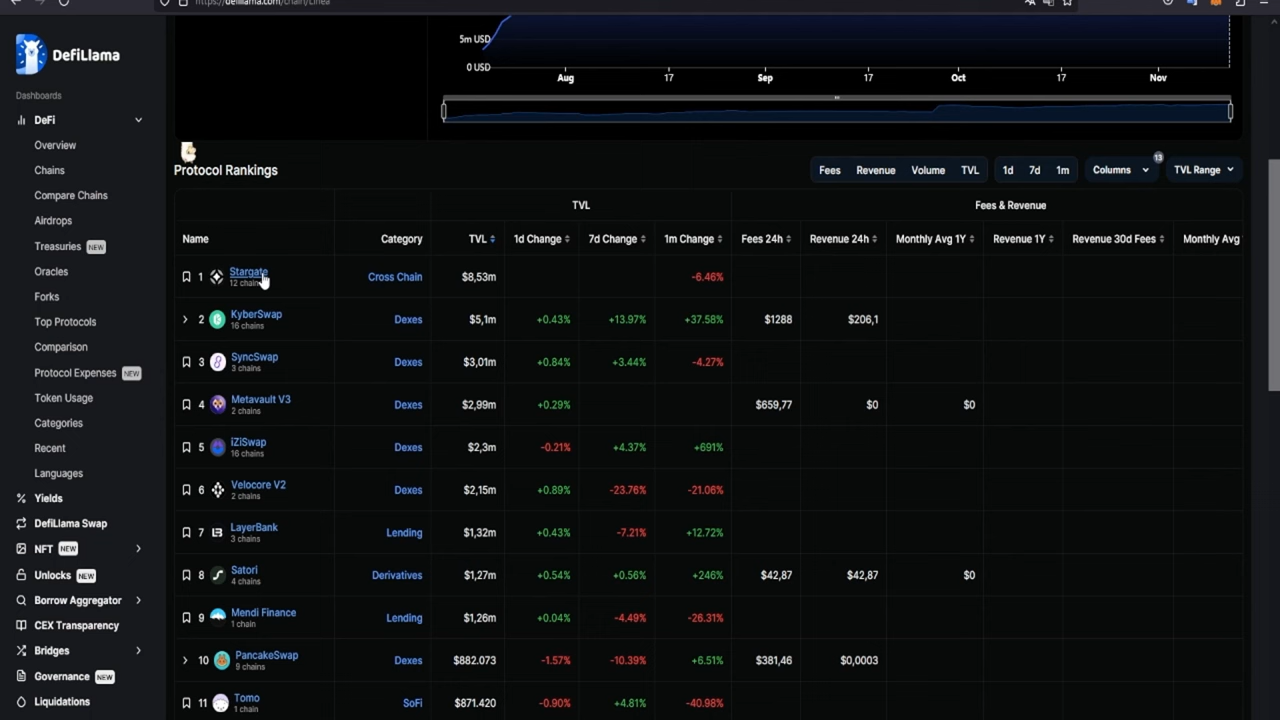 https://defillama.com/chain/Linea
DefiLlama
Dashboards
DeFi
Overview
Chains
Compare Chains
Airdrops
Treasuries NEW
Oracles
Forks
Top Protocols
Comparison
Protocol Expenses NEW
Token Usage
Categories
Recent
Languages
Yields
DefiLlama Swap
NFT NEW
Unlocks NEW
Borrow Aggregator
CEX Transparency
Bridges
Governance NEW
Liquidations
5m USD
0 USD
Aug 17 Sep 17 Oct 17 Nov
Protocol Rankings
Fees Revenue Volume TVL 1d 7d 1m Columns 13 TVL Range
TVL Fees & Revenue
Name Category TVL 1d Change 7d Change 1m Change Fees 24h Revenue 24h Monthly Avg 1Y Revenue 1Y Revenue 30d Fees Monthly Avg
1 Stargate Cross Chain $8,53m -6.46%
12 chains
2 KyberSwap Dexes $5,1m +0.43% +13.97% +37.58% $1288 $206,1
16 chains
3 SyncSwap Dexes $3,01m +0.84% +3.44% -4.27%
3 chains
4 Metavault V3 Dexes $2,99m +0.29% $659,77 $0 $0
2 chains
5 iZiSwap Dexes $2,3m -0.21% +4.37% +691%
16 chains
6 Velocore V2 Dexes $2,15m +0.89% -23.76% -21.06%
2 chains
7 LayerBank Lending $1,32m +0.43% -7.21% +12.72%
3 chains
8 Satori Derivatives $1,27m +0.54% +0.56% +246% $42,87 $42,87 $0
4 chains
9 Mendi Finance Lending $1,26m +0.04% -4.49% -26.31%
1 chain
10 PancakeSwap Dexes $882.073 -1.57% -10.39% +6.51% $381,46 $0,0003
9 chains
11 Tomo SoFi $871.420 -0.90% +4.81% -40.98%
1 chain